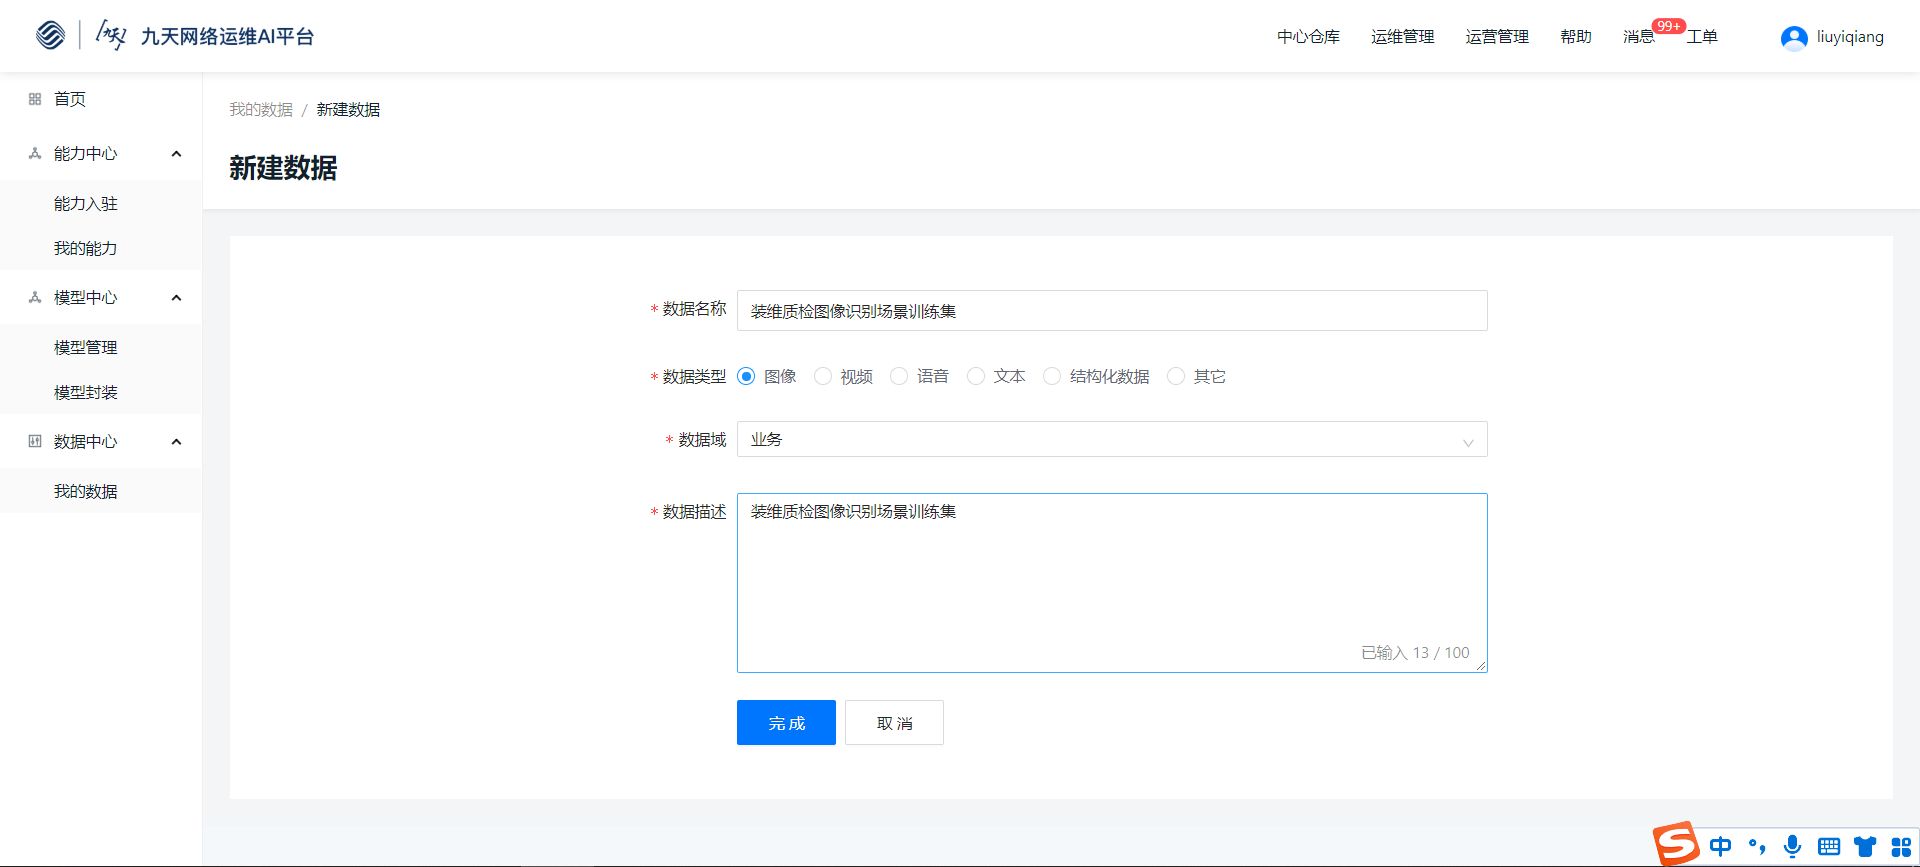 九天网络运维AI平台
中心仓库 运维管理 运营管理 帮助 消息 99+ 工单 liuyiqiang
首页
能力中心
能力入驻
我的能力
模型中心
模型管理
模型封装
数据中心
我的数据
我的数据 / 新建数据
新建数据
* 数据名称 装维质检图像识别场景训练集
* 数据类型 图像 视频 语音 文本 结构化数据 其它
* 数据域 业务
* 数据描述 装维质检图像识别场景训练集
已输入 13 / 100
完成 取消
中